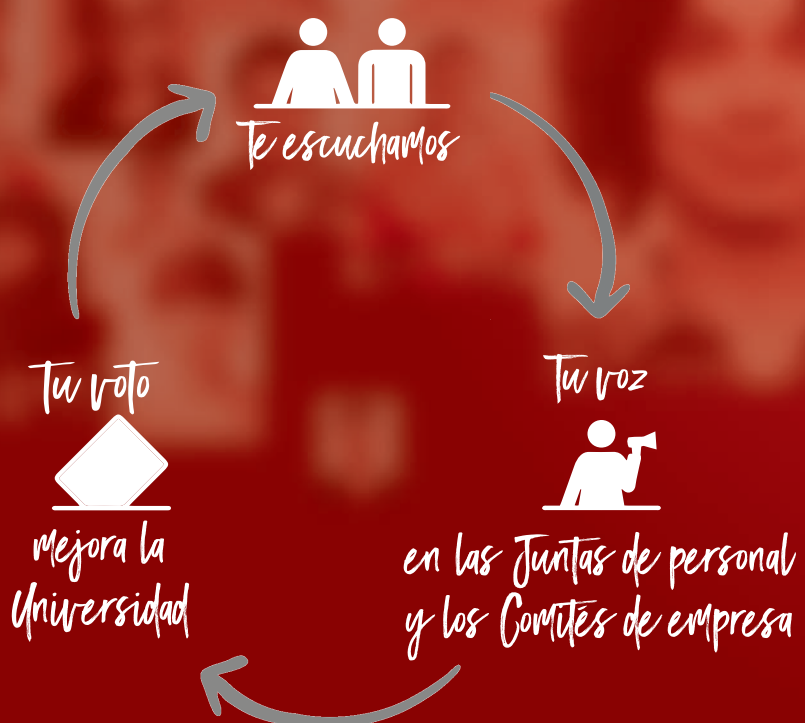 Te escuchamos
Tu voz
en las Juntas de personal
y los Comités de empresa
Tu voto
mejora la
Universidad